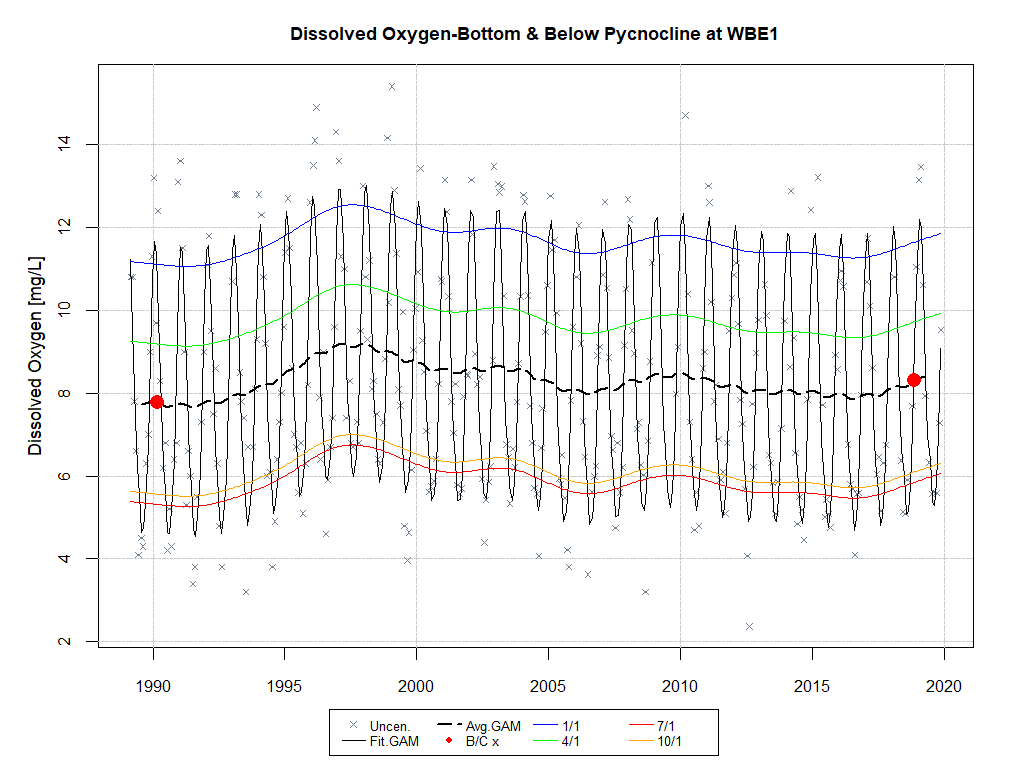 Dissolved Oxygen-Bottom & Below Pycnocline at WBE1
Dissolved Oxygen [mg/L]
14
12
10
8
6
4
2
1990 1995 2000 2005 2010 2015 2020
Uncen. Avg.GAM 1/1 7/1
Fit.GAM B/C x 4/1 10/1